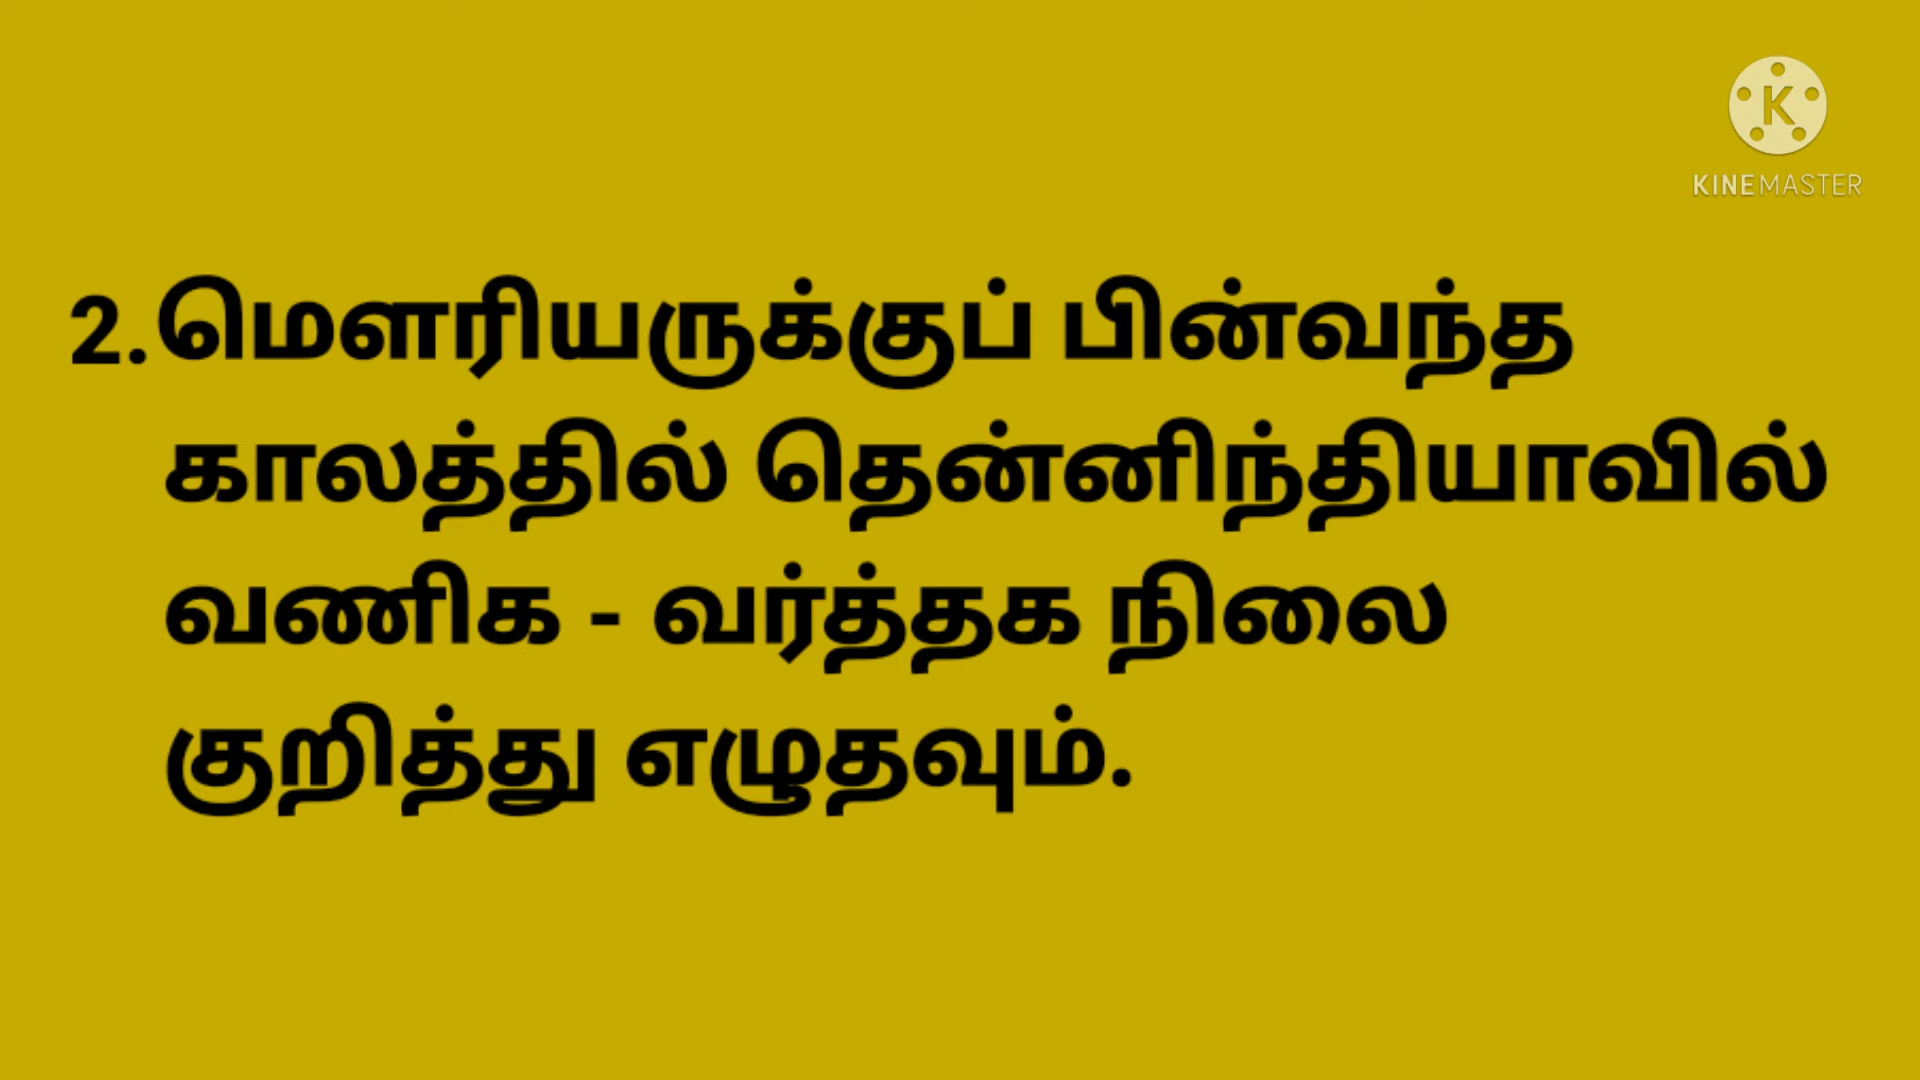 K
KINEMASTER
2.மௌரியருக்குப் பின்வந்த
காலத்தில் தென்னிந்தியாவில்
வணிக - வர்த்தக நிலை
குறித்து எழுதவும்.